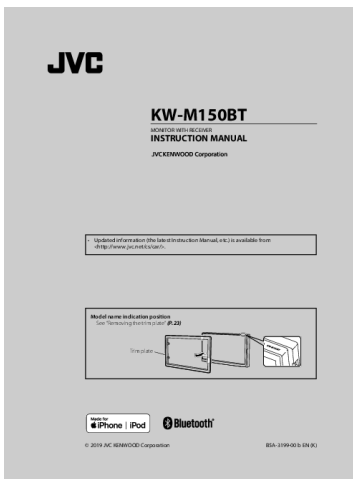 JVC
KW-M150BT
MONITOR WITH RECEIVER
INSTRUCTION MANUAL
JVCKENWOOD Corporation
• Updated information (the latest Instruction Manual, etc.) is available from
<http://www.jvc.net/cs/car/>.
Model name indication position
See "Removing the trim plate" (P.23)
Trim plate
Made for
iPhone | iPod
Bluetooth®
© 2019 JVC KENWOOD Corporation
B5A-3199-00 b EN (K)